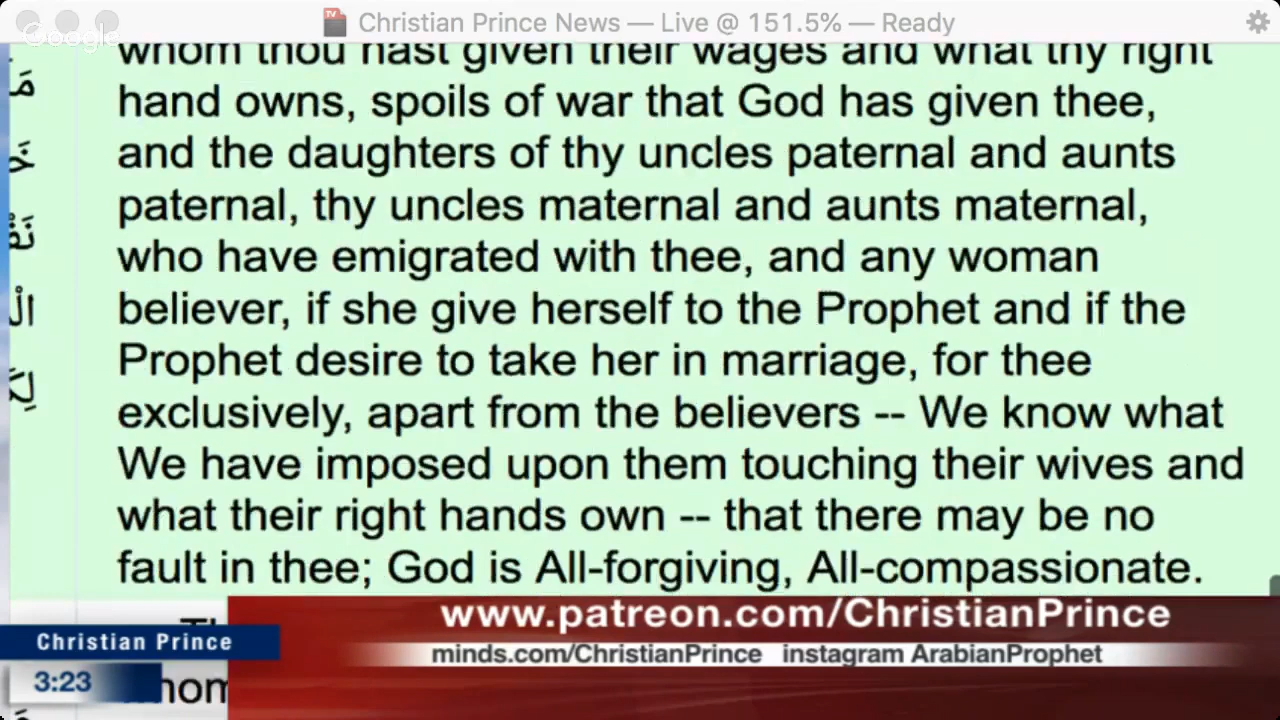 Christian Prince News — Live @ 151.5% — Ready
Google
whom thou hast given their wages and what thy right
hand owns, spoils of war that God has given thee,
and the daughters of thy uncles paternal and aunts
paternal, thy uncles maternal and aunts maternal,
who have emigrated with thee, and any woman
believer, if she give herself to the Prophet and if the
Prophet desire to take her in marriage, for thee
exclusively, apart from the believers -- We know what
We have imposed upon them touching their wives and
what their right hands own -- that there may be no
fault in thee; God is All-forgiving, All-compassionate.
www.patreon.com/ChristianPrince
Christian Prince
minds.com/ChristianPrince instagram ArabianProphet
3:23